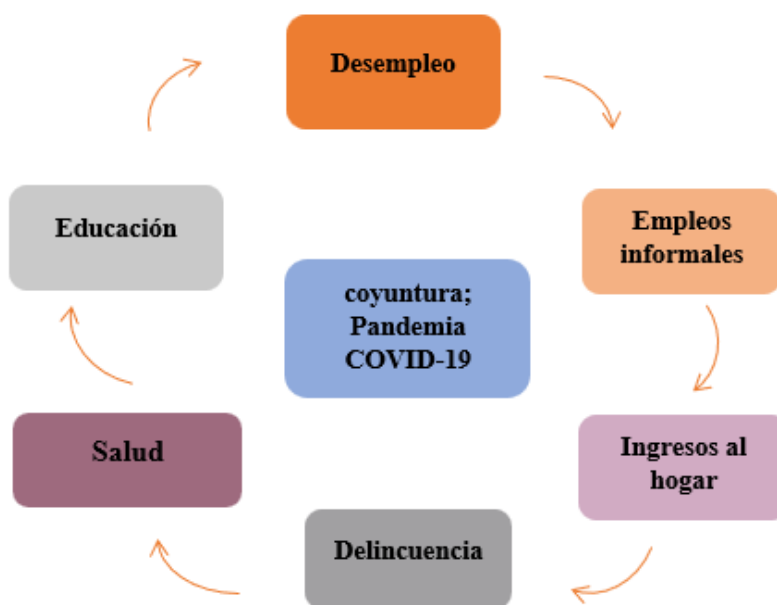 Desempleo
Empleos
informales
Ingresos al
hogar
Delincuencia
Salud
Educación
coyuntura;
Pandemia
COVID-19